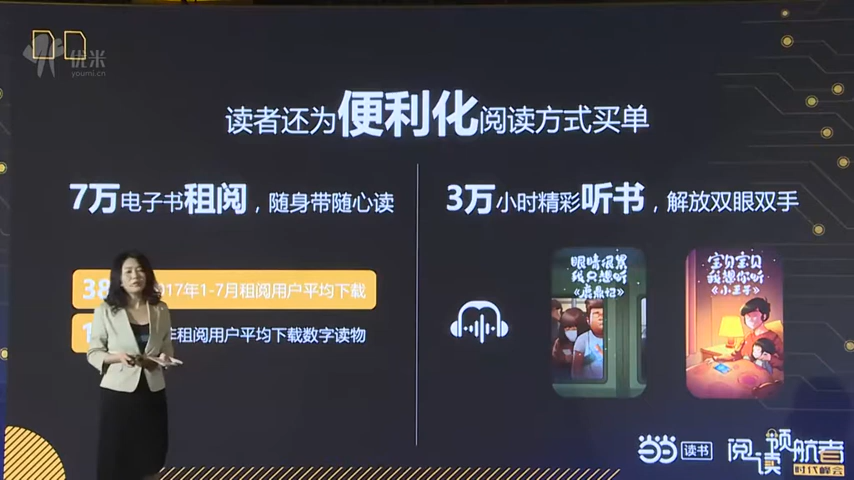 优米
youmi.cn
读者还为便利化阅读方式买单
7万电子书租阅，随身带随心读
3万小时精彩听书，解放双眼双手
38
017年1-7月租阅用户平均下载
租阅用户平均下载数字读物
眼睛很累
我只想听
《鹿鼎记》
宝贝宝贝
我想你听
《小王子》
当当读书
阅读领航者
峰会